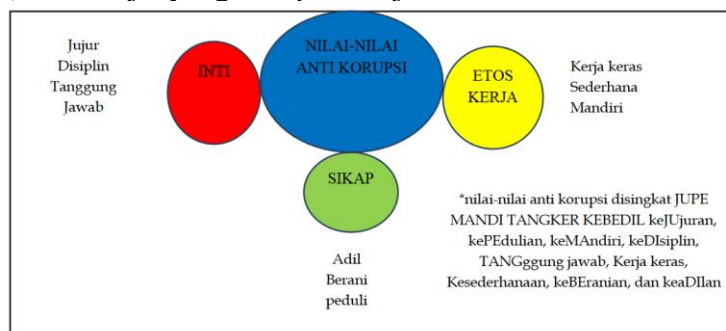 Jujur
Disiplin
Tanggung
Jawab
INTI
NILAI-NILAI
ANTI KORUPSI
ETOS
KERJA
Kerja keras
Sederhana
Mandiri
SIKAP
Adil
Berani
peduli
*nilai-nilai anti korupsi disingkat JUPE
MANDI TANGKER KEBEDIL keJUjuran,
kePEdulian, keMAndiri, keDIsiplin,
TANGggung jawab, Kerja keras,
Kesederhanaan, keBEranian, dan keaDIlan